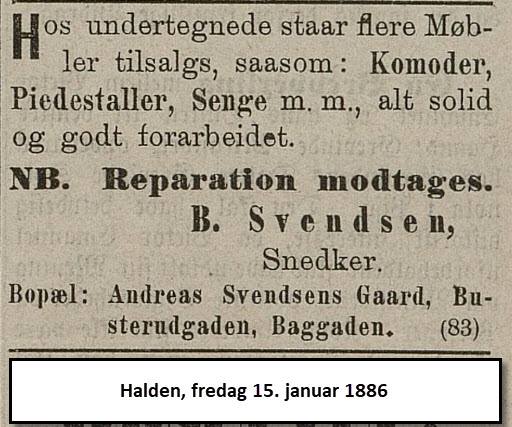 Hos undertegnede staar flere Møb-
ler tilsalgs, saasom: Komoder,
Piedestaller, Senge m. m., alt solid
og godt forarbeidet.
NB. Reparation modtages.
B. Svendsen,
Snedker.
Bopæl: Andreas Svendsens Gaard, Bu-
sterudgaden, Baggaden. (83)
Halden, fredag 15. januar 1886